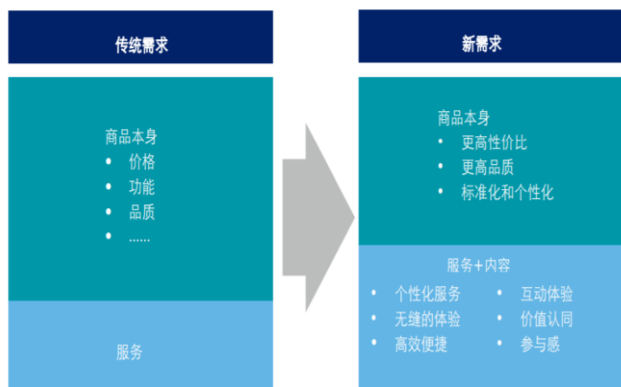 传统需求
商品本身
• 价格
• 功能
• 品质
• ......
服务
新需求
商品本身
• 更高性价比
• 更高品质
• 标准化和个性化
服务+内容
• 个性化服务
• 无缝的体验
• 高效便捷
• 互动体验
• 价值认同
• 参与感